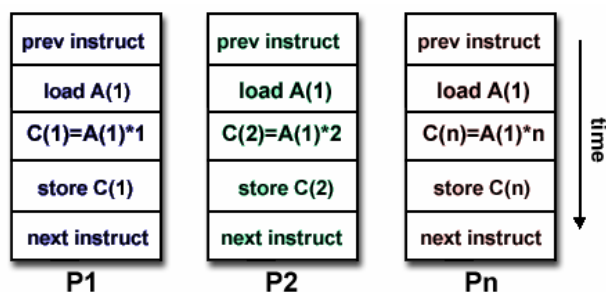 prev instruct
load A(1)
C(1)=A(1)*1
store C(1)
next instruct
P1
prev instruct
load A(1)
C(2)=A(1)*2
store C(2)
next instruct
P2
prev instruct
load A(1)
C(n)=A(1)*n
store C(n)
next instruct
Pn
time